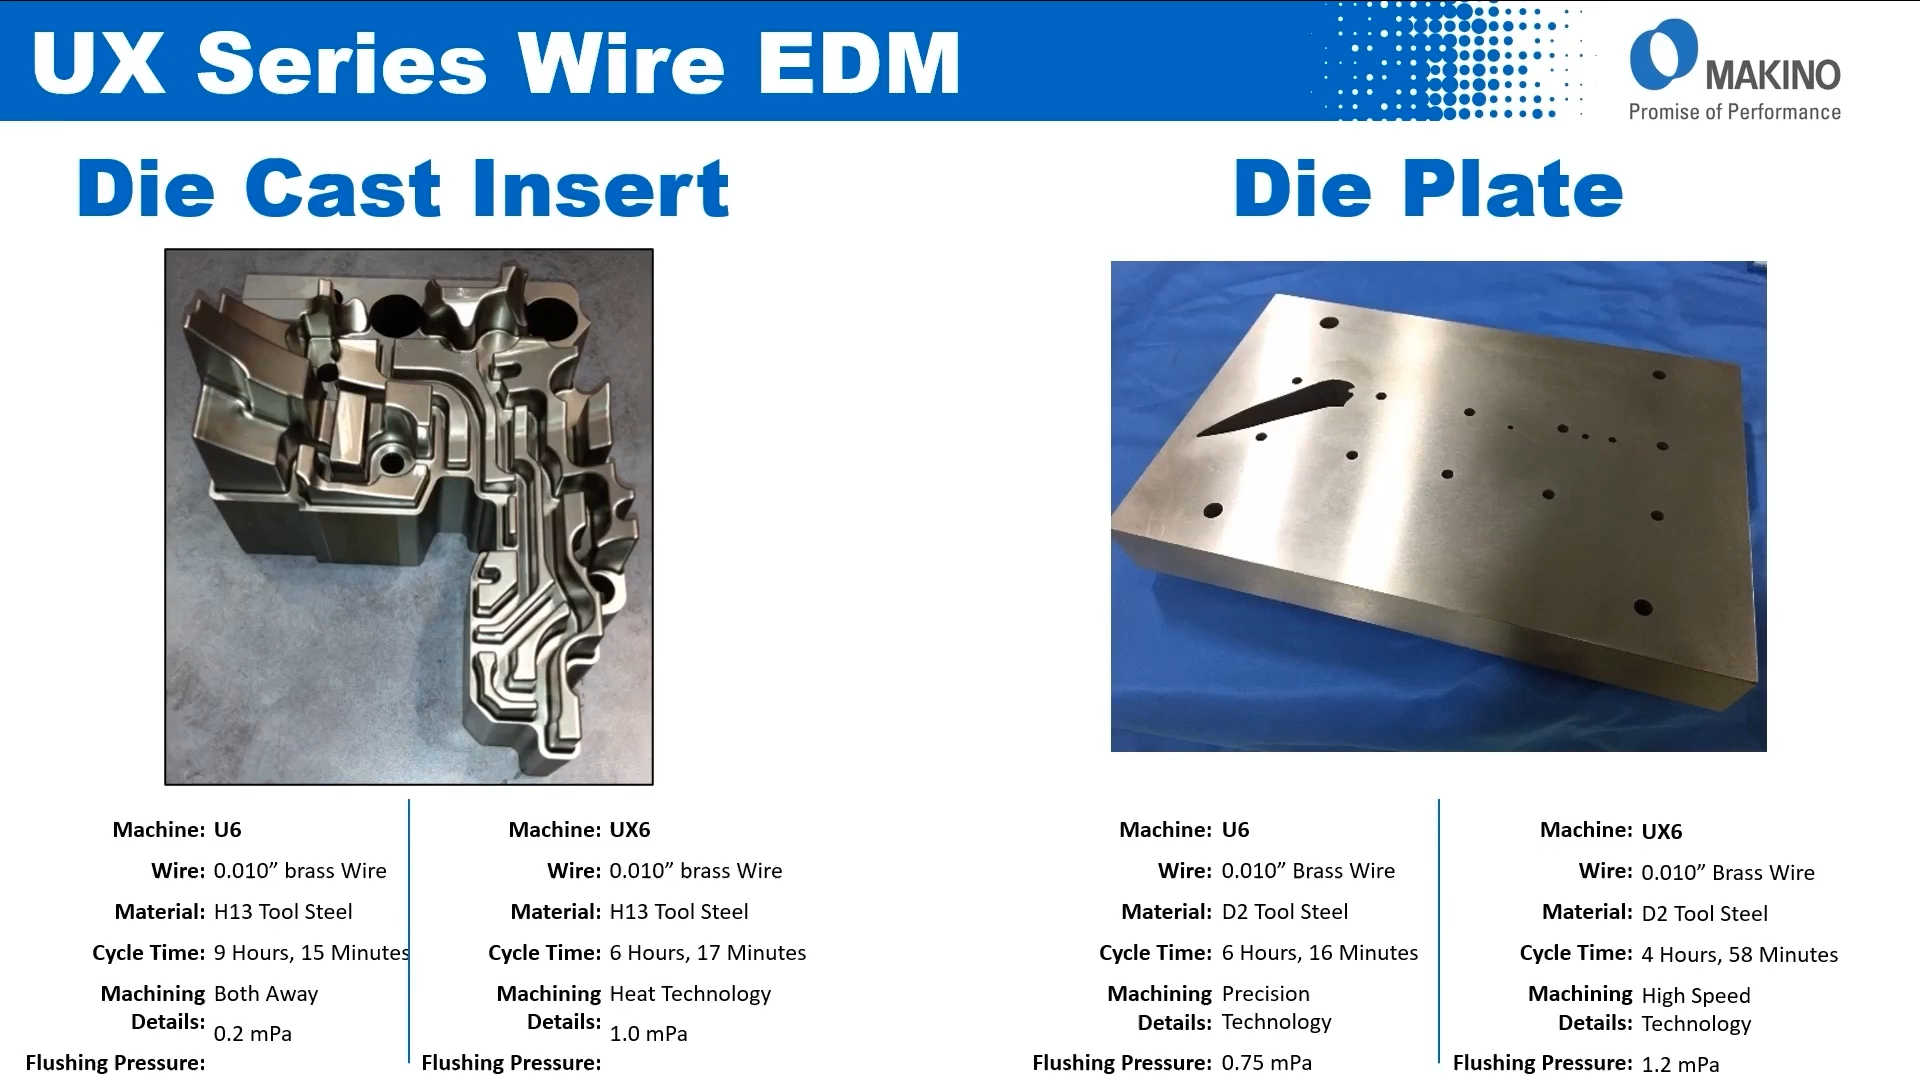 UX Series Wire EDM
MAKINO
Promise of Performance
Die Cast Insert
Machine: U6
Wire: 0.010” brass Wire
Material: H13 Tool Steel
Cycle Time: 9 Hours, 15 Minutes
Machining Both Away
Details:
0.2 mPa
Flushing Pressure:
Machine: UX6
Wire: 0.010” brass Wire
Material: H13 Tool Steel
Cycle Time: 6 Hours, 17 Minutes
Machining Heat Technology
Details:
1.0 mPa
Flushing Pressure:
Die Plate
Machine: U6
Wire: 0.010” Brass Wire
Material: D2 Tool Steel
Cycle Time: 6 Hours, 16 Minutes
Machining Precision
Details: Technology
Flushing Pressure: 0.75 mPa
Machine: UX6
Wire: 0.010” Brass Wire
Material: D2 Tool Steel
Cycle Time: 4 Hours, 58 Minutes
Machining High Speed
Details: Technology
Flushing Pressure: 1.2 mPa